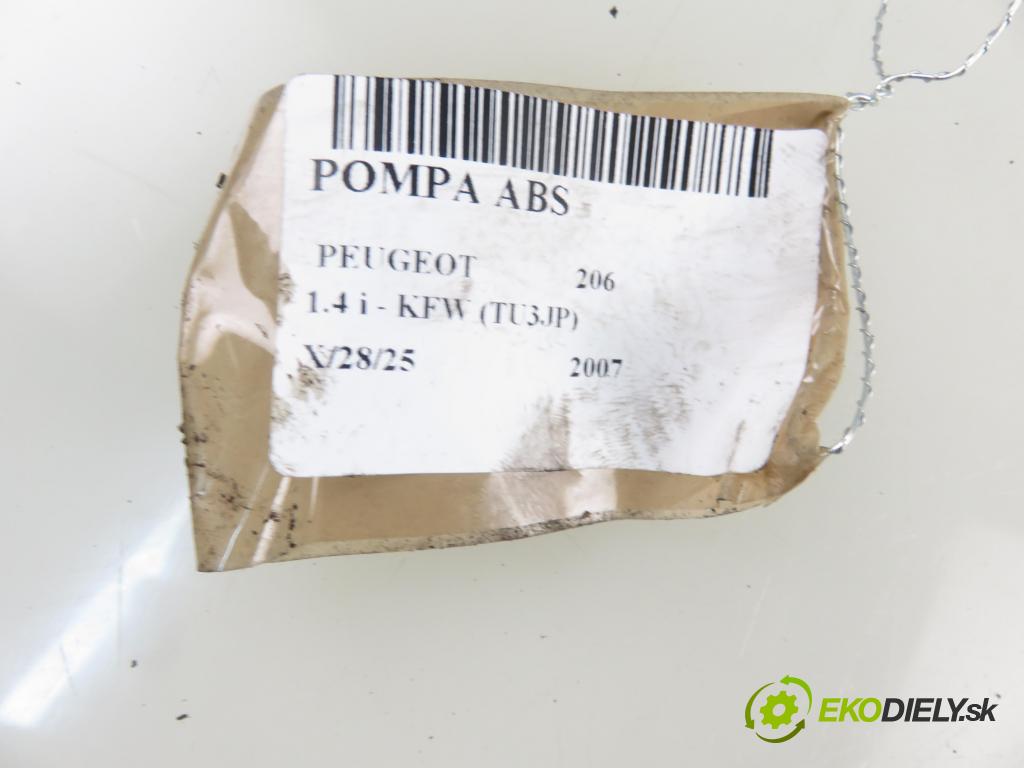 POMPA ABS
PEUGEOT 206
1.4 i - KFW (TU3JP)
X/28/25 2007
EKODIELY.sk